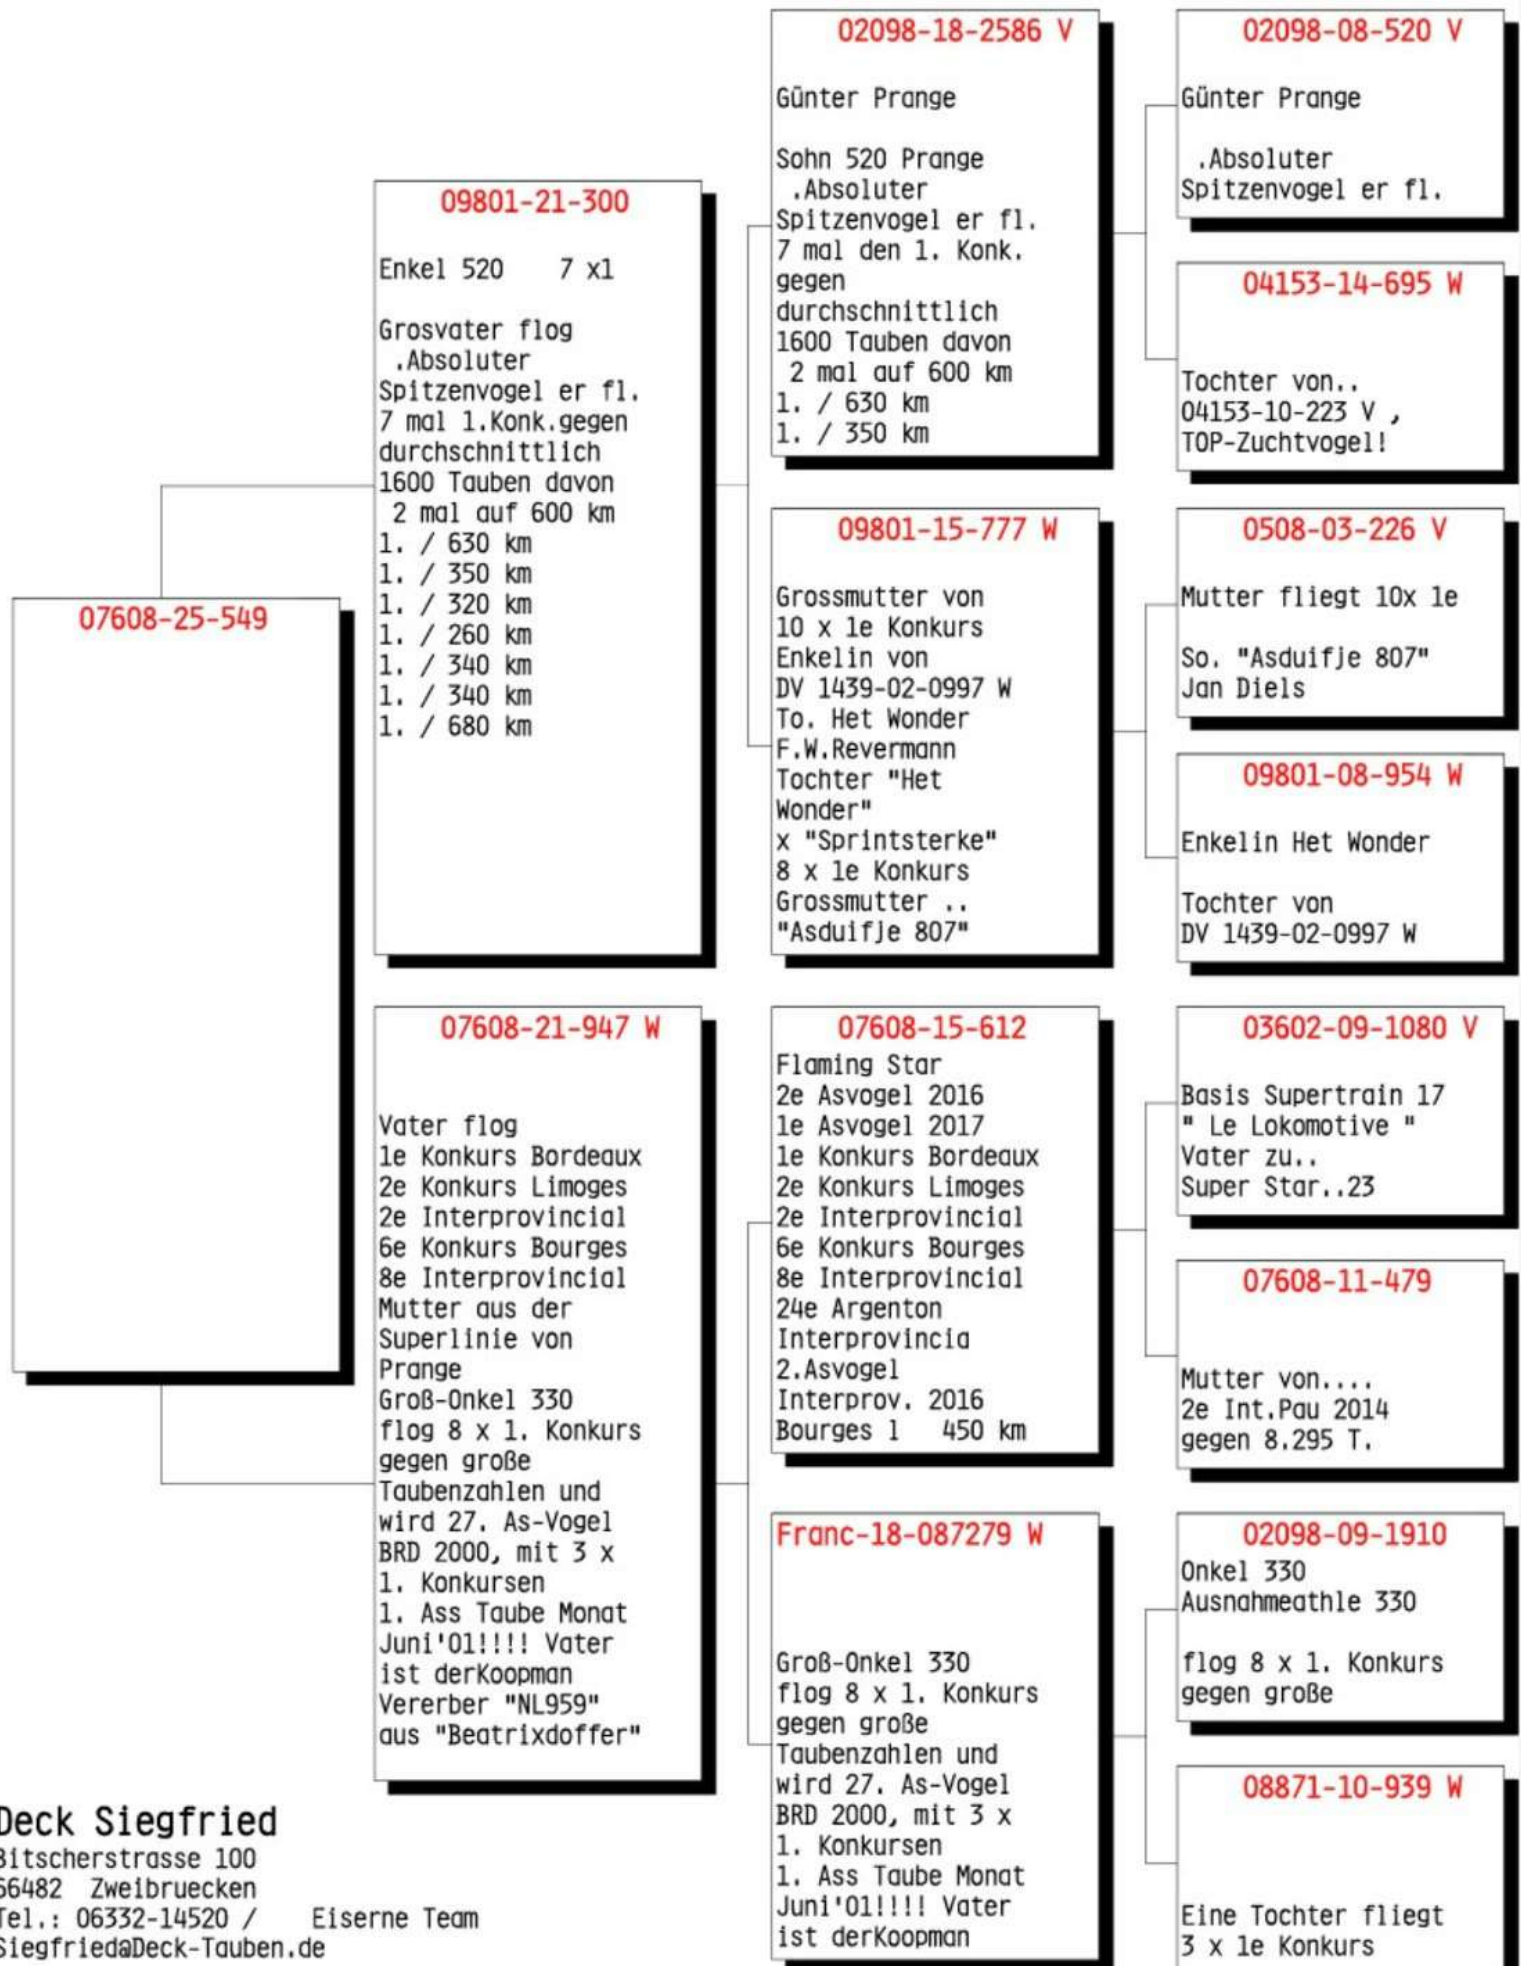 07608-25-549
09801-21-300
Enkel 520    7 x1
Grosvater flog
.Absoluter
Spitzenvogel er fl.
7 mal 1.Konk.gegen
durchschnittlich
1600 Tauben davon
2 mal auf 600 km
1. / 630 km
1. / 350 km
1. / 320 km
1. / 260 km
1. / 340 km
1. / 340 km
1. / 680 km
07608-21-947 W
Vater flog
1e Konkurs Bordeaux
2e Konkurs Limoges
2e Interprovincial
6e Konkurs Bourges
8e Interprovincial
Mutter aus der
Superlinie von
Prange
Groß-Onkel 330
flog 8 x 1. Konkurs
gegen große
Taubenzahlen und
wird 27. As-Vogel
BRD 2000, mit 3 x
1. Konkursen
1. Ass Taube Monat
Juni'01!!!! Vater
ist derKoopman
Vererber "NL959"
aus "Beatrixdoffer"
02098-18-2586 V
Günter Prange
Sohn 520 Prange
.Absoluter
Spitzenvogel er fl.
7 mal den 1. Konk.
gegen
durchschnittlich
1600 Tauben davon
2 mal auf 600 km
1. / 630 km
1. / 350 km
09801-15-777 W
Grossmutter von
10 x 1e Konkurs
Enkelin von
DV 1439-02-0997 W
To. Het Wonder
F.W.Revermann
Tochter "Het
Wonder"
x "Sprintsterke"
8 x 1e Konkurs
Grossmutter ..
"Asduifje 807"
07608-15-612
Flaming Star
2e Asvogel 2016
1e Asvogel 2017
1e Konkurs Bordeaux
2e Konkurs Limoges
2e Interprovincial
6e Konkurs Bourges
8e Interprovincial
24e Argenton
Interprovincia
2.Asvogel
Interprov. 2016
Bourges 1   450 km
Franc-18-087279 W
Groß-Onkel 330
flog 8 x 1. Konkurs
gegen große
Taubenzahlen und
wird 27. As-Vogel
BRD 2000, mit 3 x
1. Konkursen
1. Ass Taube Monat
Juni'01!!!! Vater
ist derKoopman
02098-08-520 V
Günter Prange
.Absoluter
Spitzenvogel er fl.
04153-14-695 W
Tochter von..
04153-10-223 V ,
TOP-Zuchtvogel!
0508-03-226 V
Mutter fliegt 10x 1e
So. "Asduifje 807"
Jan Diels
09801-08-954 W
Enkelin Het Wonder
Tochter von
DV 1439-02-0997 W
03602-09-1080 V
Basis Supertrain 17
" Le Lokomotive "
Vater zu..
Super Star..23
07608-11-479
Mutter von....
2e Int.Pau 2014
gegen 8.295 T.
02098-09-1910
Onkel 330
Ausnahmeathle 330
flog 8 x 1. Konkurs
gegen große
08871-10-939 W
Eine Tochter fliegt
3 x 1e Konkurs
Deck Siegfried
Bitscherstrasse 100
66482  Zweibruecken
Tel.: 06332-14520 /    Eiserne Team
Siegfried@Deck-Tauben.de